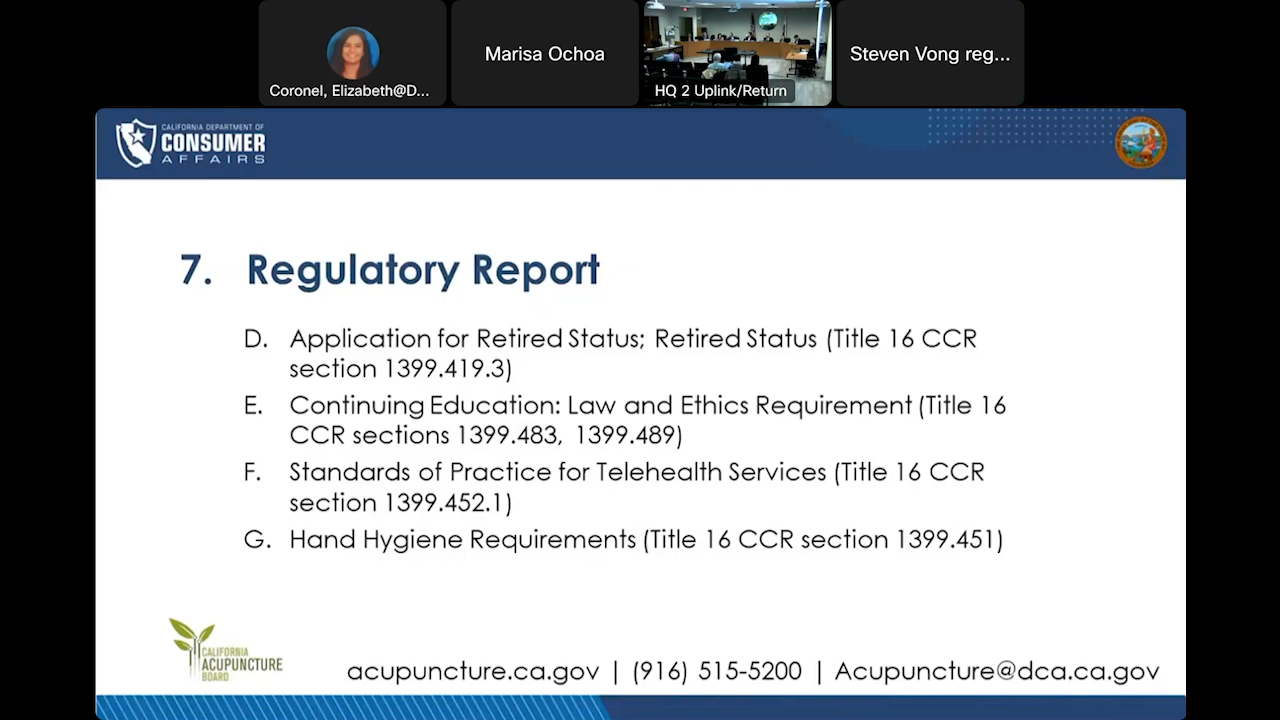 Coronel, Elizabeth@D...
Marisa Ochoa
HQ 2 Uplink/Return
Steven Vong reg...
CALIFORNIA DEPARTMENT OF
CONSUMER
AFFAIRS
7. Regulatory Report
D. Application for Retired Status; Retired Status (Title 16 CCR
section 1399.419.3)
E. Continuing Education: Law and Ethics Requirement (Title 16
CCR sections 1399.483, 1399.489)
F. Standards of Practice for Telehealth Services (Title 16 CCR
section 1399.452.1)
G. Hand Hygiene Requirements (Title 16 CCR section 1399.451)
CALIFORNIA
ACUPUNCTURE
BOARD
acupuncture.ca.gov | (916) 515-5200 | Acupuncture@dca.ca.gov